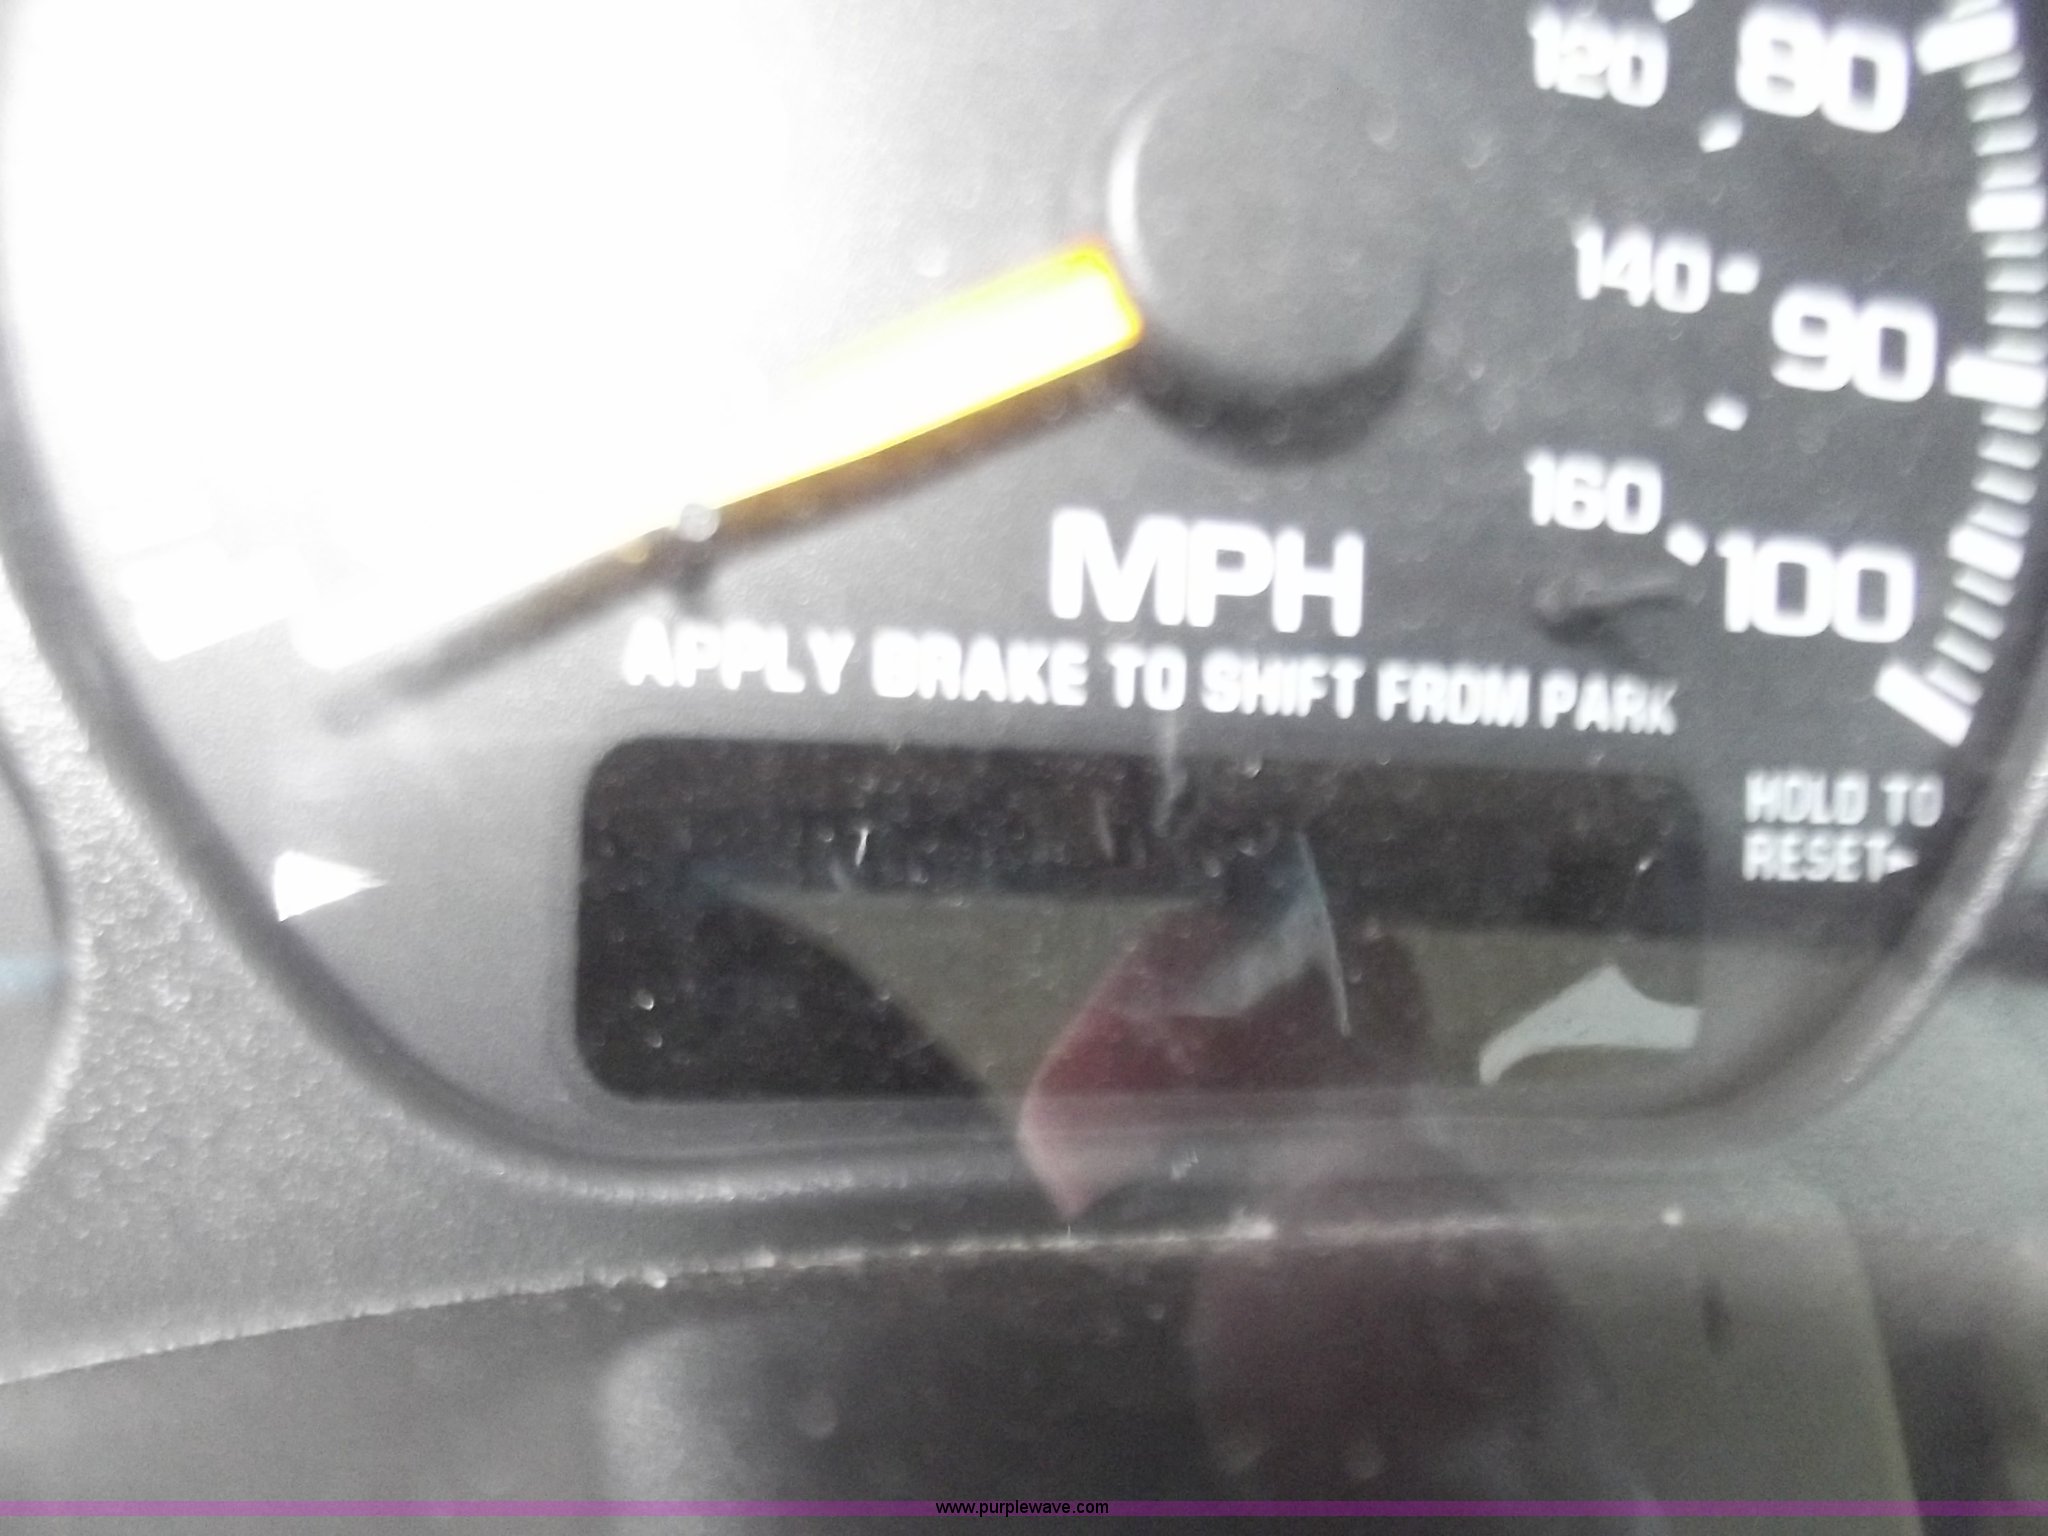 120 80
140 90
160 100
MPH
APPLY BRAKE TO SHIFT FROM PARK
HOLD TO
RESET
www.purplewave.com